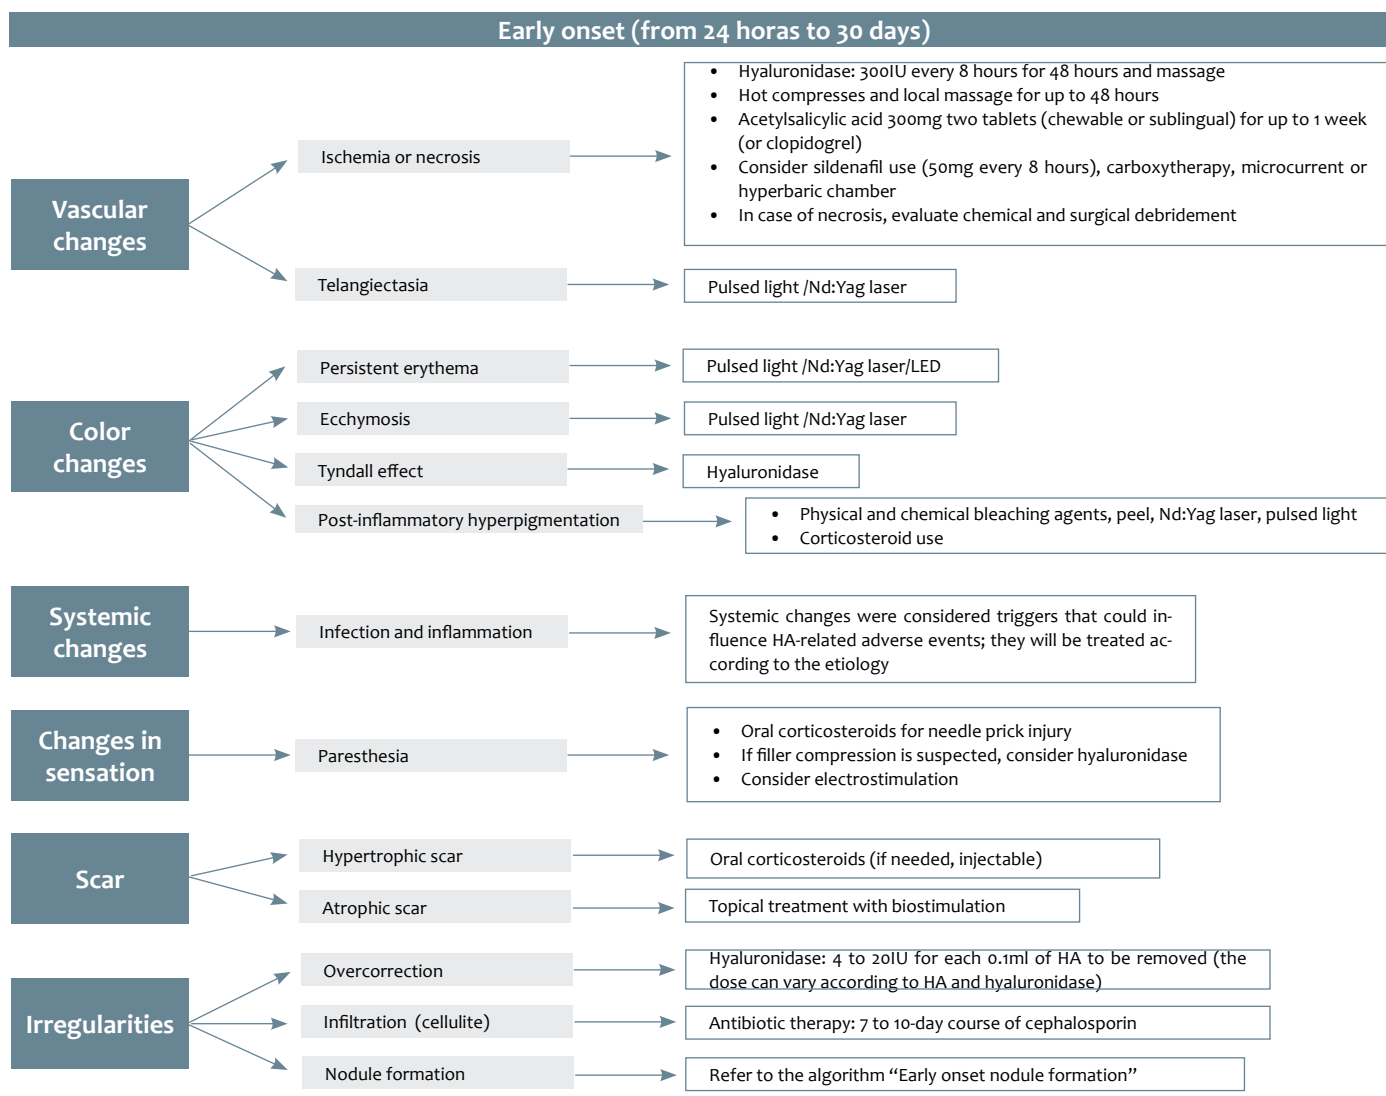 Early onset (from 24 horas to 30 days)
Vascular
changes
Ischemia or necrosis
• Hyaluronidase: 300IU every 8 hours for 48 hours and massage
• Hot compresses and local massage for up to 48 hours
• Acetylsalicylic acid 300mg two tablets (chewable or sublingual) for up to 1 week
(or clopidogrel)
• Consider sildenafil use (50mg every 8 hours), carboxytherapy, microcurrent or
hyperbaric chamber
• In case of necrosis, evaluate chemical and surgical debridement
Telangiectasia
Pulsed light /Nd:Yag laser
Color
changes
Persistent erythema
Pulsed light /Nd:Yag laser/LED
Ecchymosis
Pulsed light /Nd:Yag laser
Tyndall effect
Hyaluronidase
Post-inflammatory hyperpigmentation
• Physical and chemical bleaching agents, peel, Nd:Yag laser, pulsed light
• Corticosteroid use
Systemic
changes
Infection and inflammation
Systemic changes were considered triggers that could in-
fluence HA-related adverse events; they will be treated ac-
cording to the etiology
Changes in
sensation
Paresthesia
• Oral corticosteroids for needle prick injury
• If filler compression is suspected, consider hyaluronidase
• Consider electrostimulation
Scar
Hypertrophic scar
Oral corticosteroids (if needed, injectable)
Atrophic scar
Topical treatment with biostimulation
Irregularities
Overcorrection
Hyaluronidase: 4 to 20IU for each 0.1ml of HA to be removed (the
dose can vary according to HA and hyaluronidase)
Infiltration (cellulite)
Antibiotic therapy: 7 to 10-day course of cephalosporin
Nodule formation
Refer to the algorithm “Early onset nodule formation”